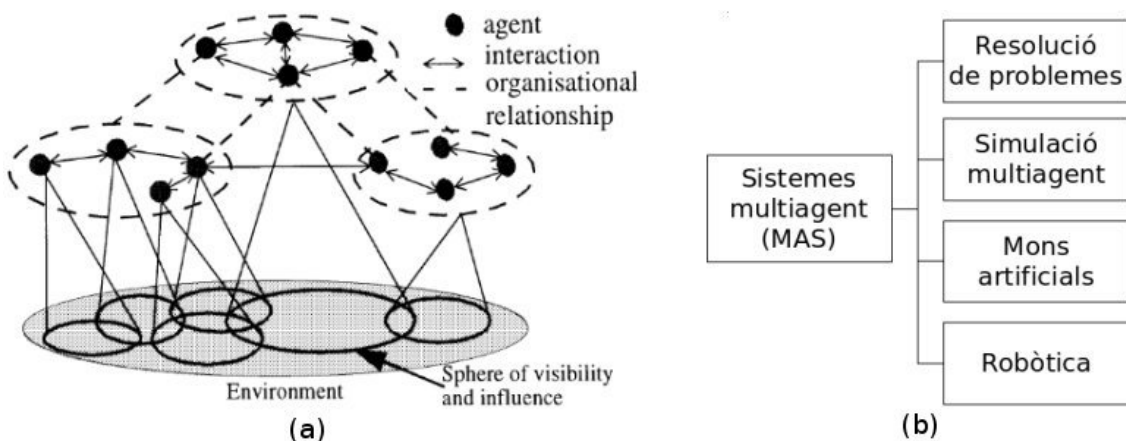 agent
interaction
organisational
relationship
Environment
Sphere of visibility
and influence
(a)
Sistemes
multiagent
(MAS)
Resolució
de problemes
Simulació
multiagent
Mons
artificials
Robòtica
(b)